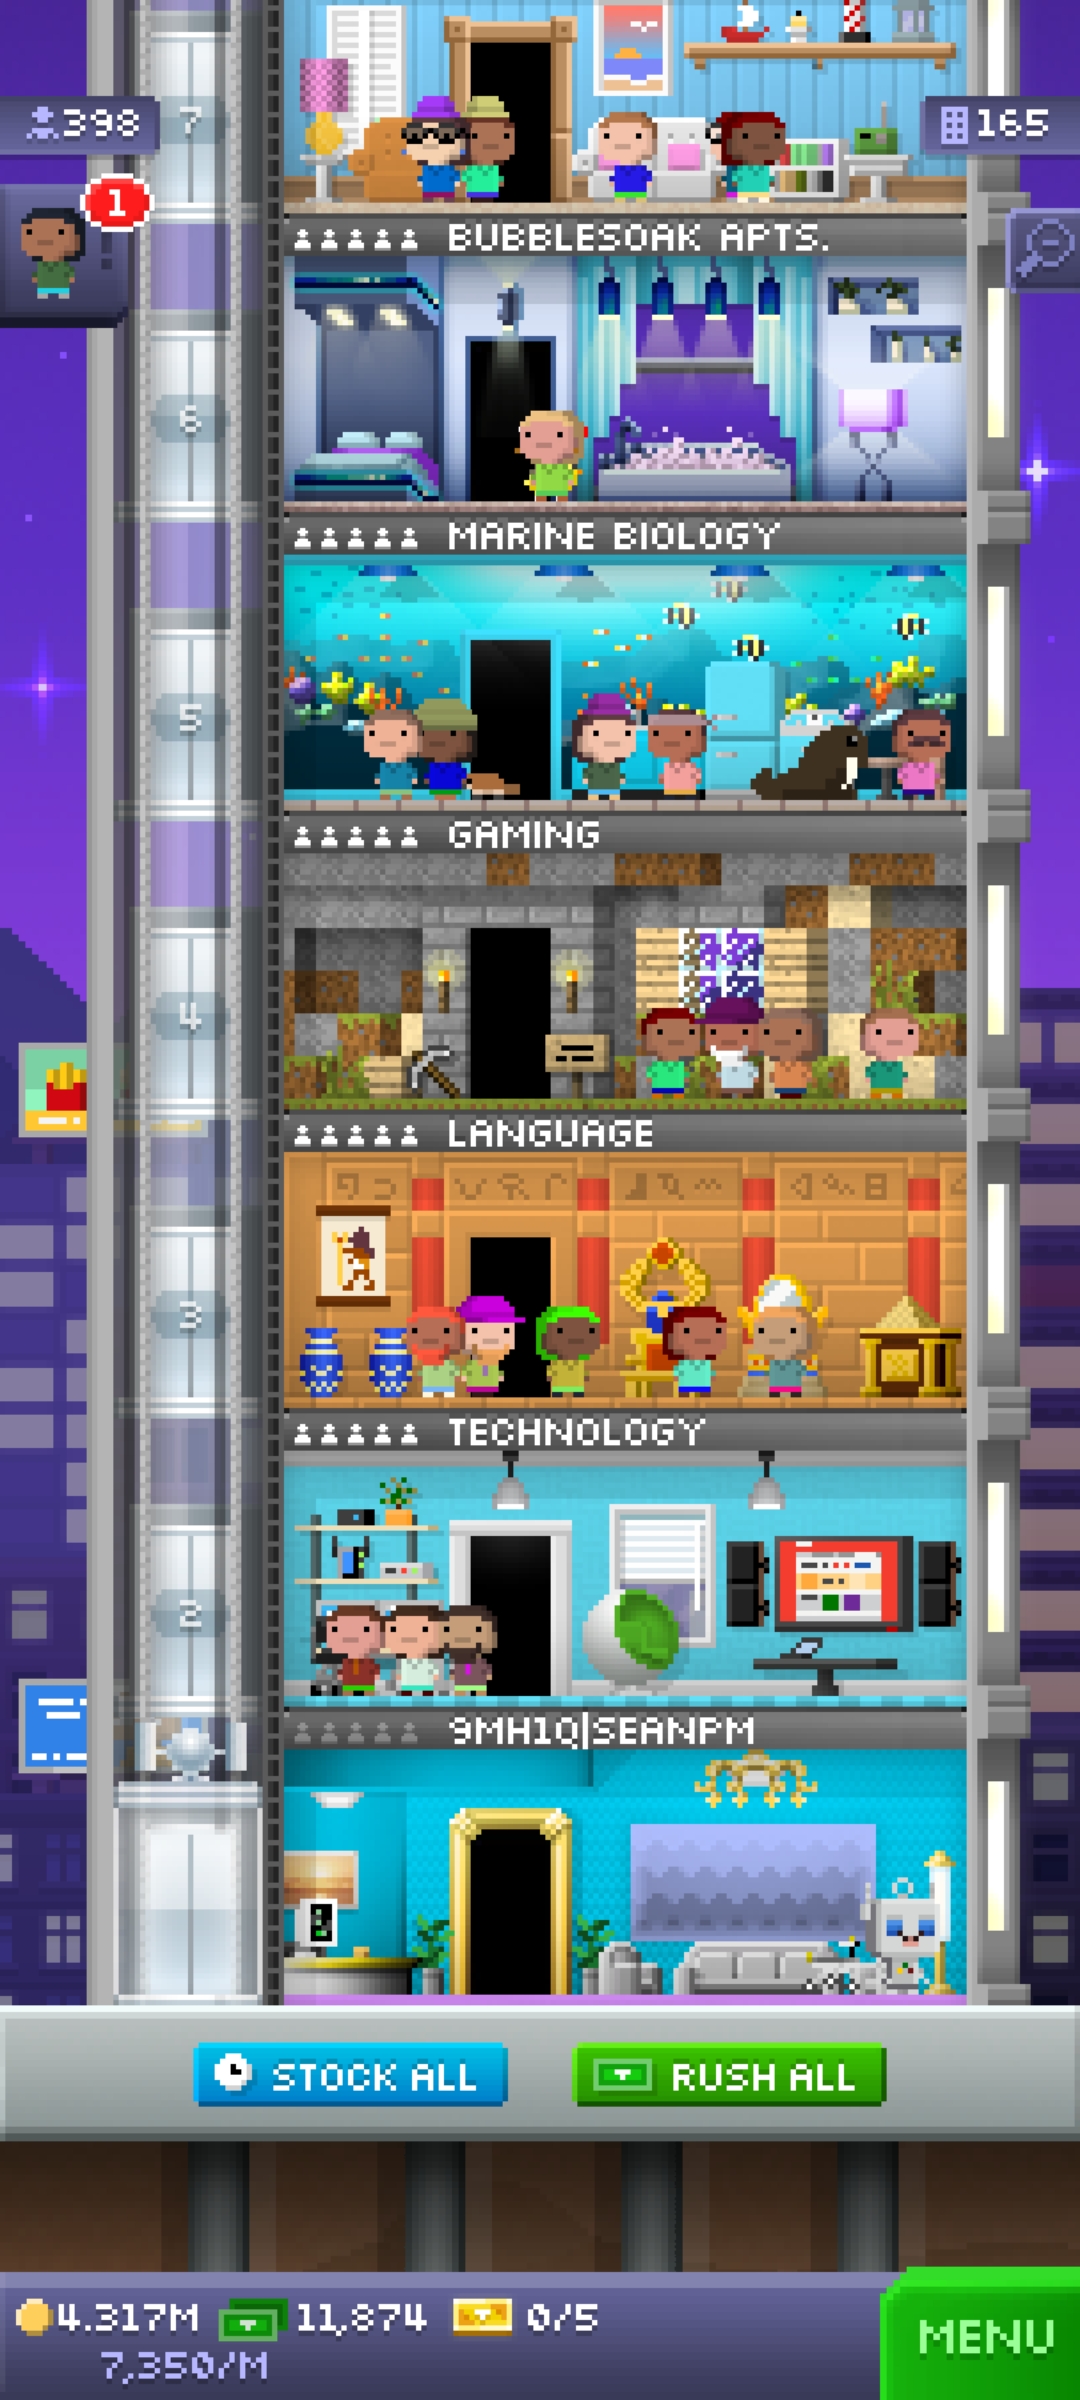 7
398
165
1
BUBBLESOAK APTS.
6
MARINE BIOLOGY
5
GAMING
4
LANGUAGE
3
TECHNOLOGY
2
9MH1Q|SEANPM
STOCK ALL
RUSH ALL
4.317M
11,874
0/5
MENU
7,350/M